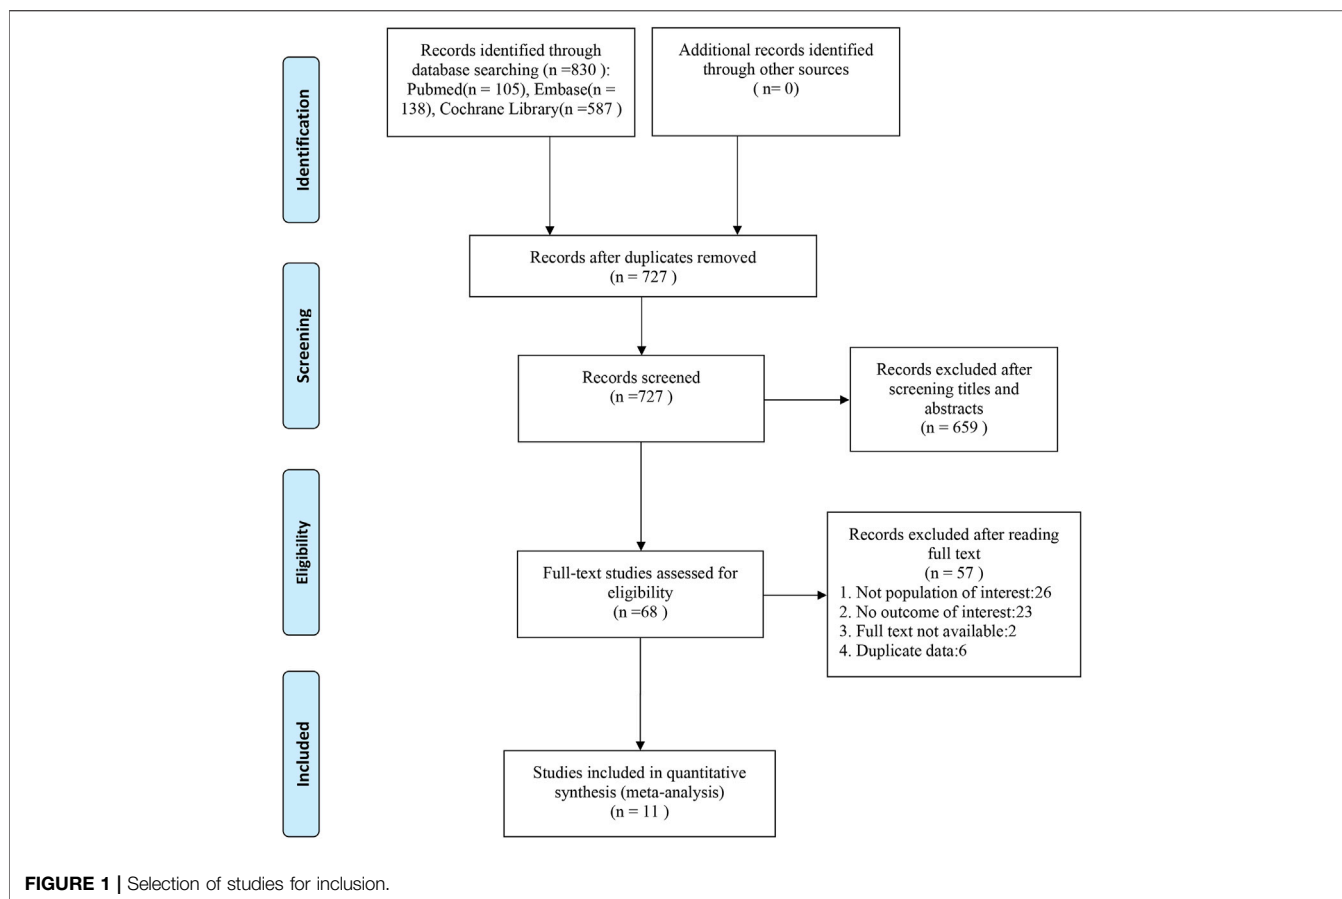 Identification
Records identified through
database searching (n =830 ):
Pubmed(n = 105), Embase(n =
138), Cochrane Library(n =587 )
Additional records identified
through other sources
( n= 0)
Records after duplicates removed
(n = 727 )
Screening
Records screened
(n =727 )
Records excluded after
screening titles and
abstracts
(n = 659 )
Eligibility
Full-text studies assessed for
eligibility
(n =68 )
Records excluded after reading
full text
(n = 57 )
1. Not population of interest:26
2. No outcome of interest:23
3. Full text not available:2
4. Duplicate data:6
Included
Studies included in quantitative
synthesis (meta-analysis)
(n = 11 )
FIGURE 1 | Selection of studies for inclusion.